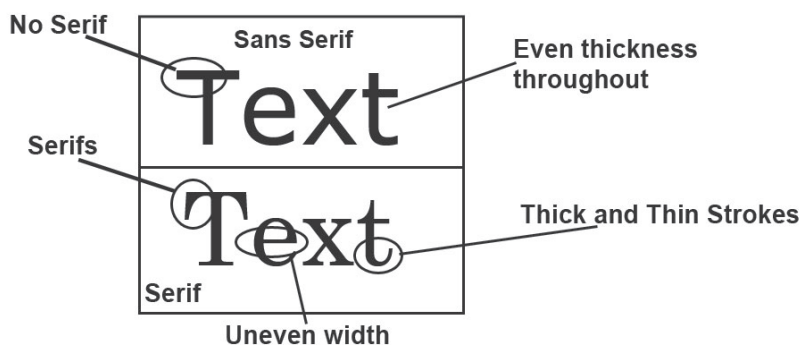 No Serif
Sans Serif
Text
Even thickness
throughout
Serifs
Text
Thick and Thin Strokes
Serif
Uneven width